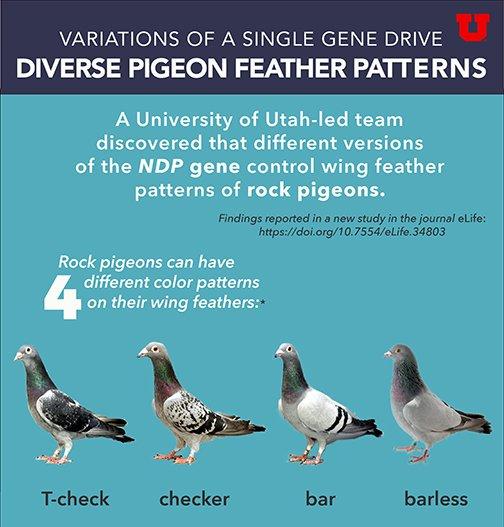 U
VARIATIONS OF A SINGLE GENE DRIVE
DIVERSE PIGEON FEATHER PATTERNS
A University of Utah-led team
discovered that different versions
of the NDP gene control wing feather
patterns of rock pigeons.
Findings reported in a new study in the journal eLife:
https://doi.org/10.7554/eLife.34803
Rock pigeons can have
4 different color patterns
on their wing feathers:*
T-check checker bar barless